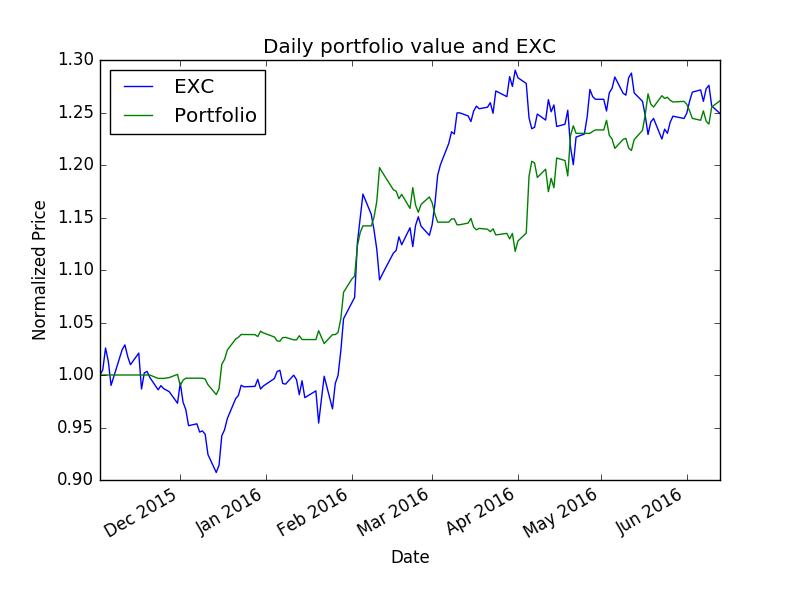 Daily portfolio value and EXC
EXC
Portfolio
1.30
1.25
1.20
1.15
1.10
1.05
1.00
0.95
0.90
Normalized Price
Dec 2015
Jan 2016
Feb 2016
Mar 2016
Apr 2016
May 2016
Jun 2016
Date